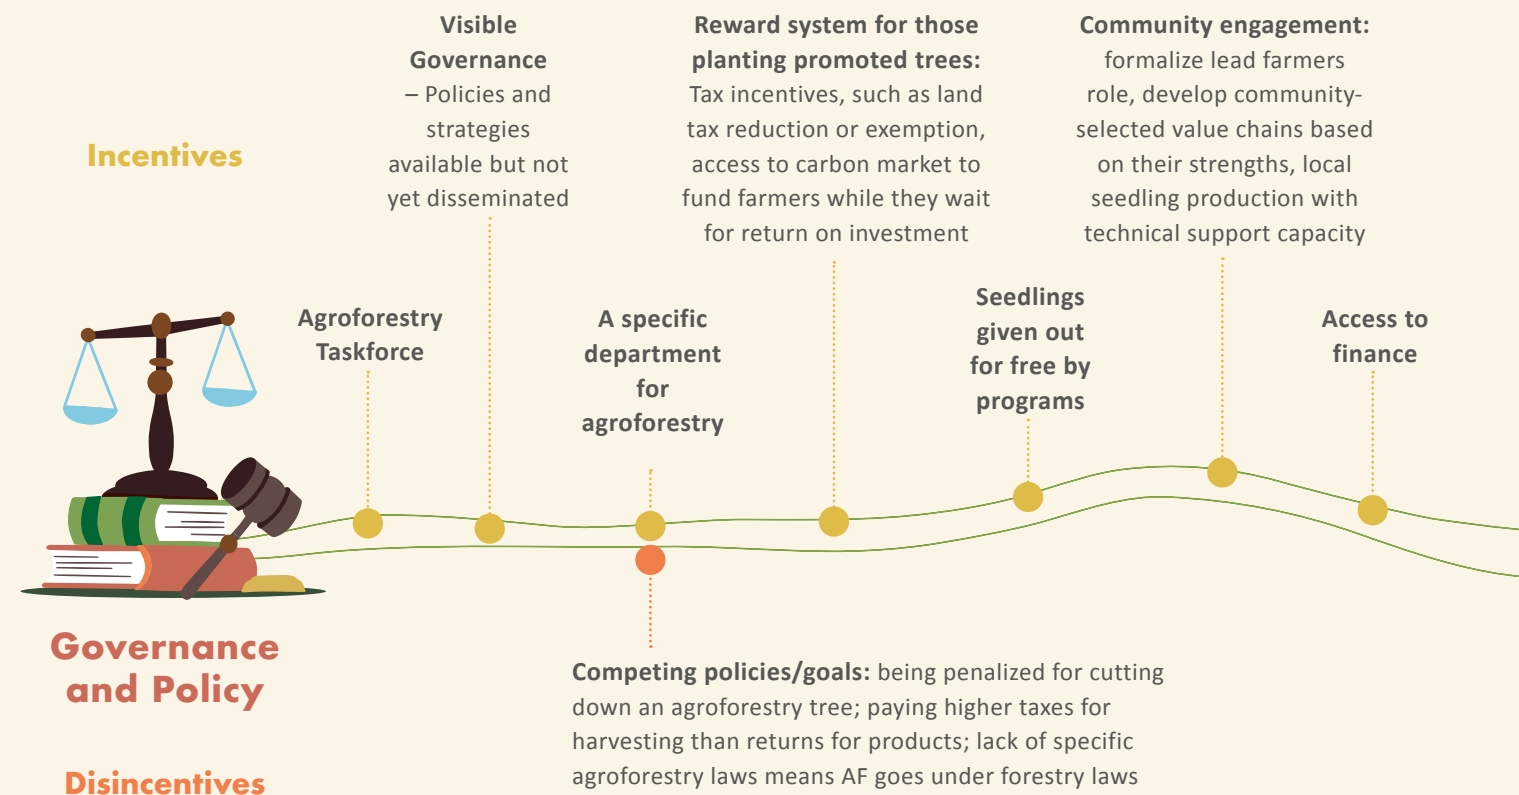 Visible
Governance
– Policies and
strategies
available but not
yet disseminated
Reward system for those
planting promoted trees:
Tax incentives, such as land
tax reduction or exemption,
access to carbon market to
fund farmers while they wait
for return on investment
Community engagement:
formalize lead farmers
role, develop community-
selected value chains based
on their strengths, local
seedling production with
technical support capacity
Incentives
Agroforestry
Taskforce
A specific
department
for
agroforestry
Seedlings
given out
for free by
programs
Access to
finance
Governance
and Policy
Competing policies/goals: being penalized for cutting
down an agroforestry tree; paying higher taxes for
harvesting than returns for products; lack of specific
agroforestry laws means AF goes under forestry laws
Disincentives